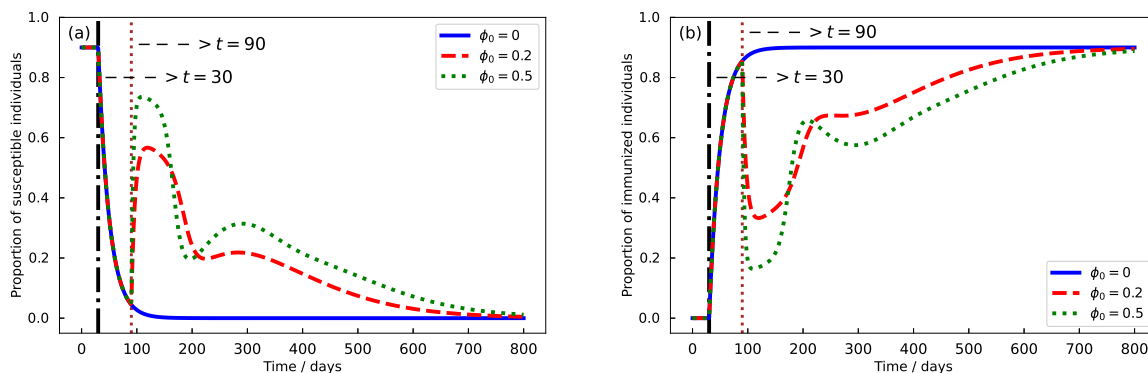 (a)
> t = 90
> t = 30
ϕ₀ = 0
ϕ₀ = 0.2
ϕ₀ = 0.5
Proportion of susceptible individuals
1.0
0.8
0.6
0.4
0.2
0.0
0 100 200 300 400 500 600 700 800
Time / days
(b)
> t = 90
> t = 30
ϕ₀ = 0
ϕ₀ = 0.2
ϕ₀ = 0.5
Proportion of immunized individuals
1.0
0.8
0.6
0.4
0.2
0.0
0 100 200 300 400 500 600 700 800
Time / days